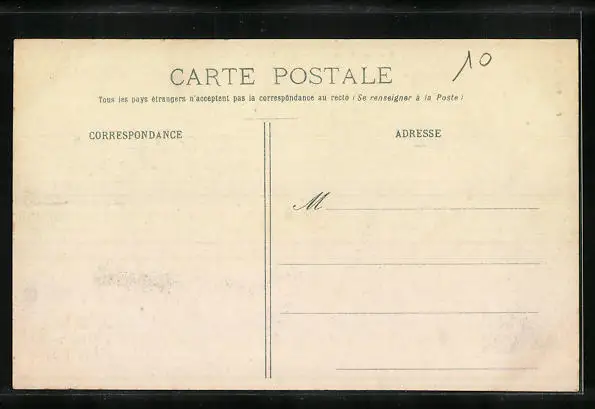 10
CARTE POSTALE
Tous les pays étrangers n'acceptent pas la correspondance au recto (Se renseigner à la Poste)
CORRESPONDANCE
ADRESSE
M